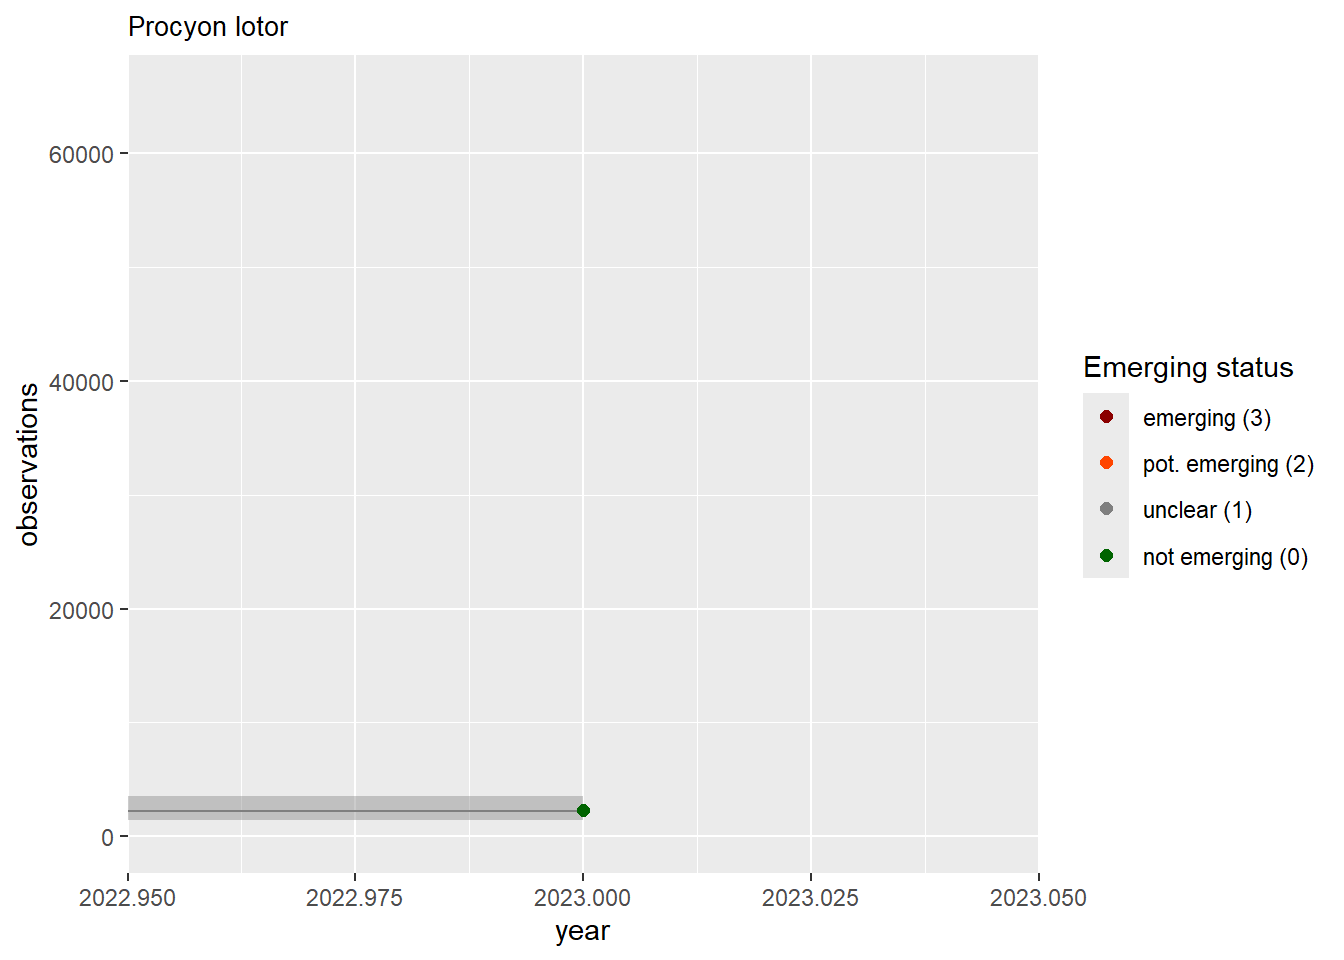 Procyon lotor
60000
40000
20000
0
observations
2022.950 2022.975 2023.000 2023.025 2023.050
year
Emerging status
emerging (3)
pot. emerging (2)
unclear (1)
not emerging (0)